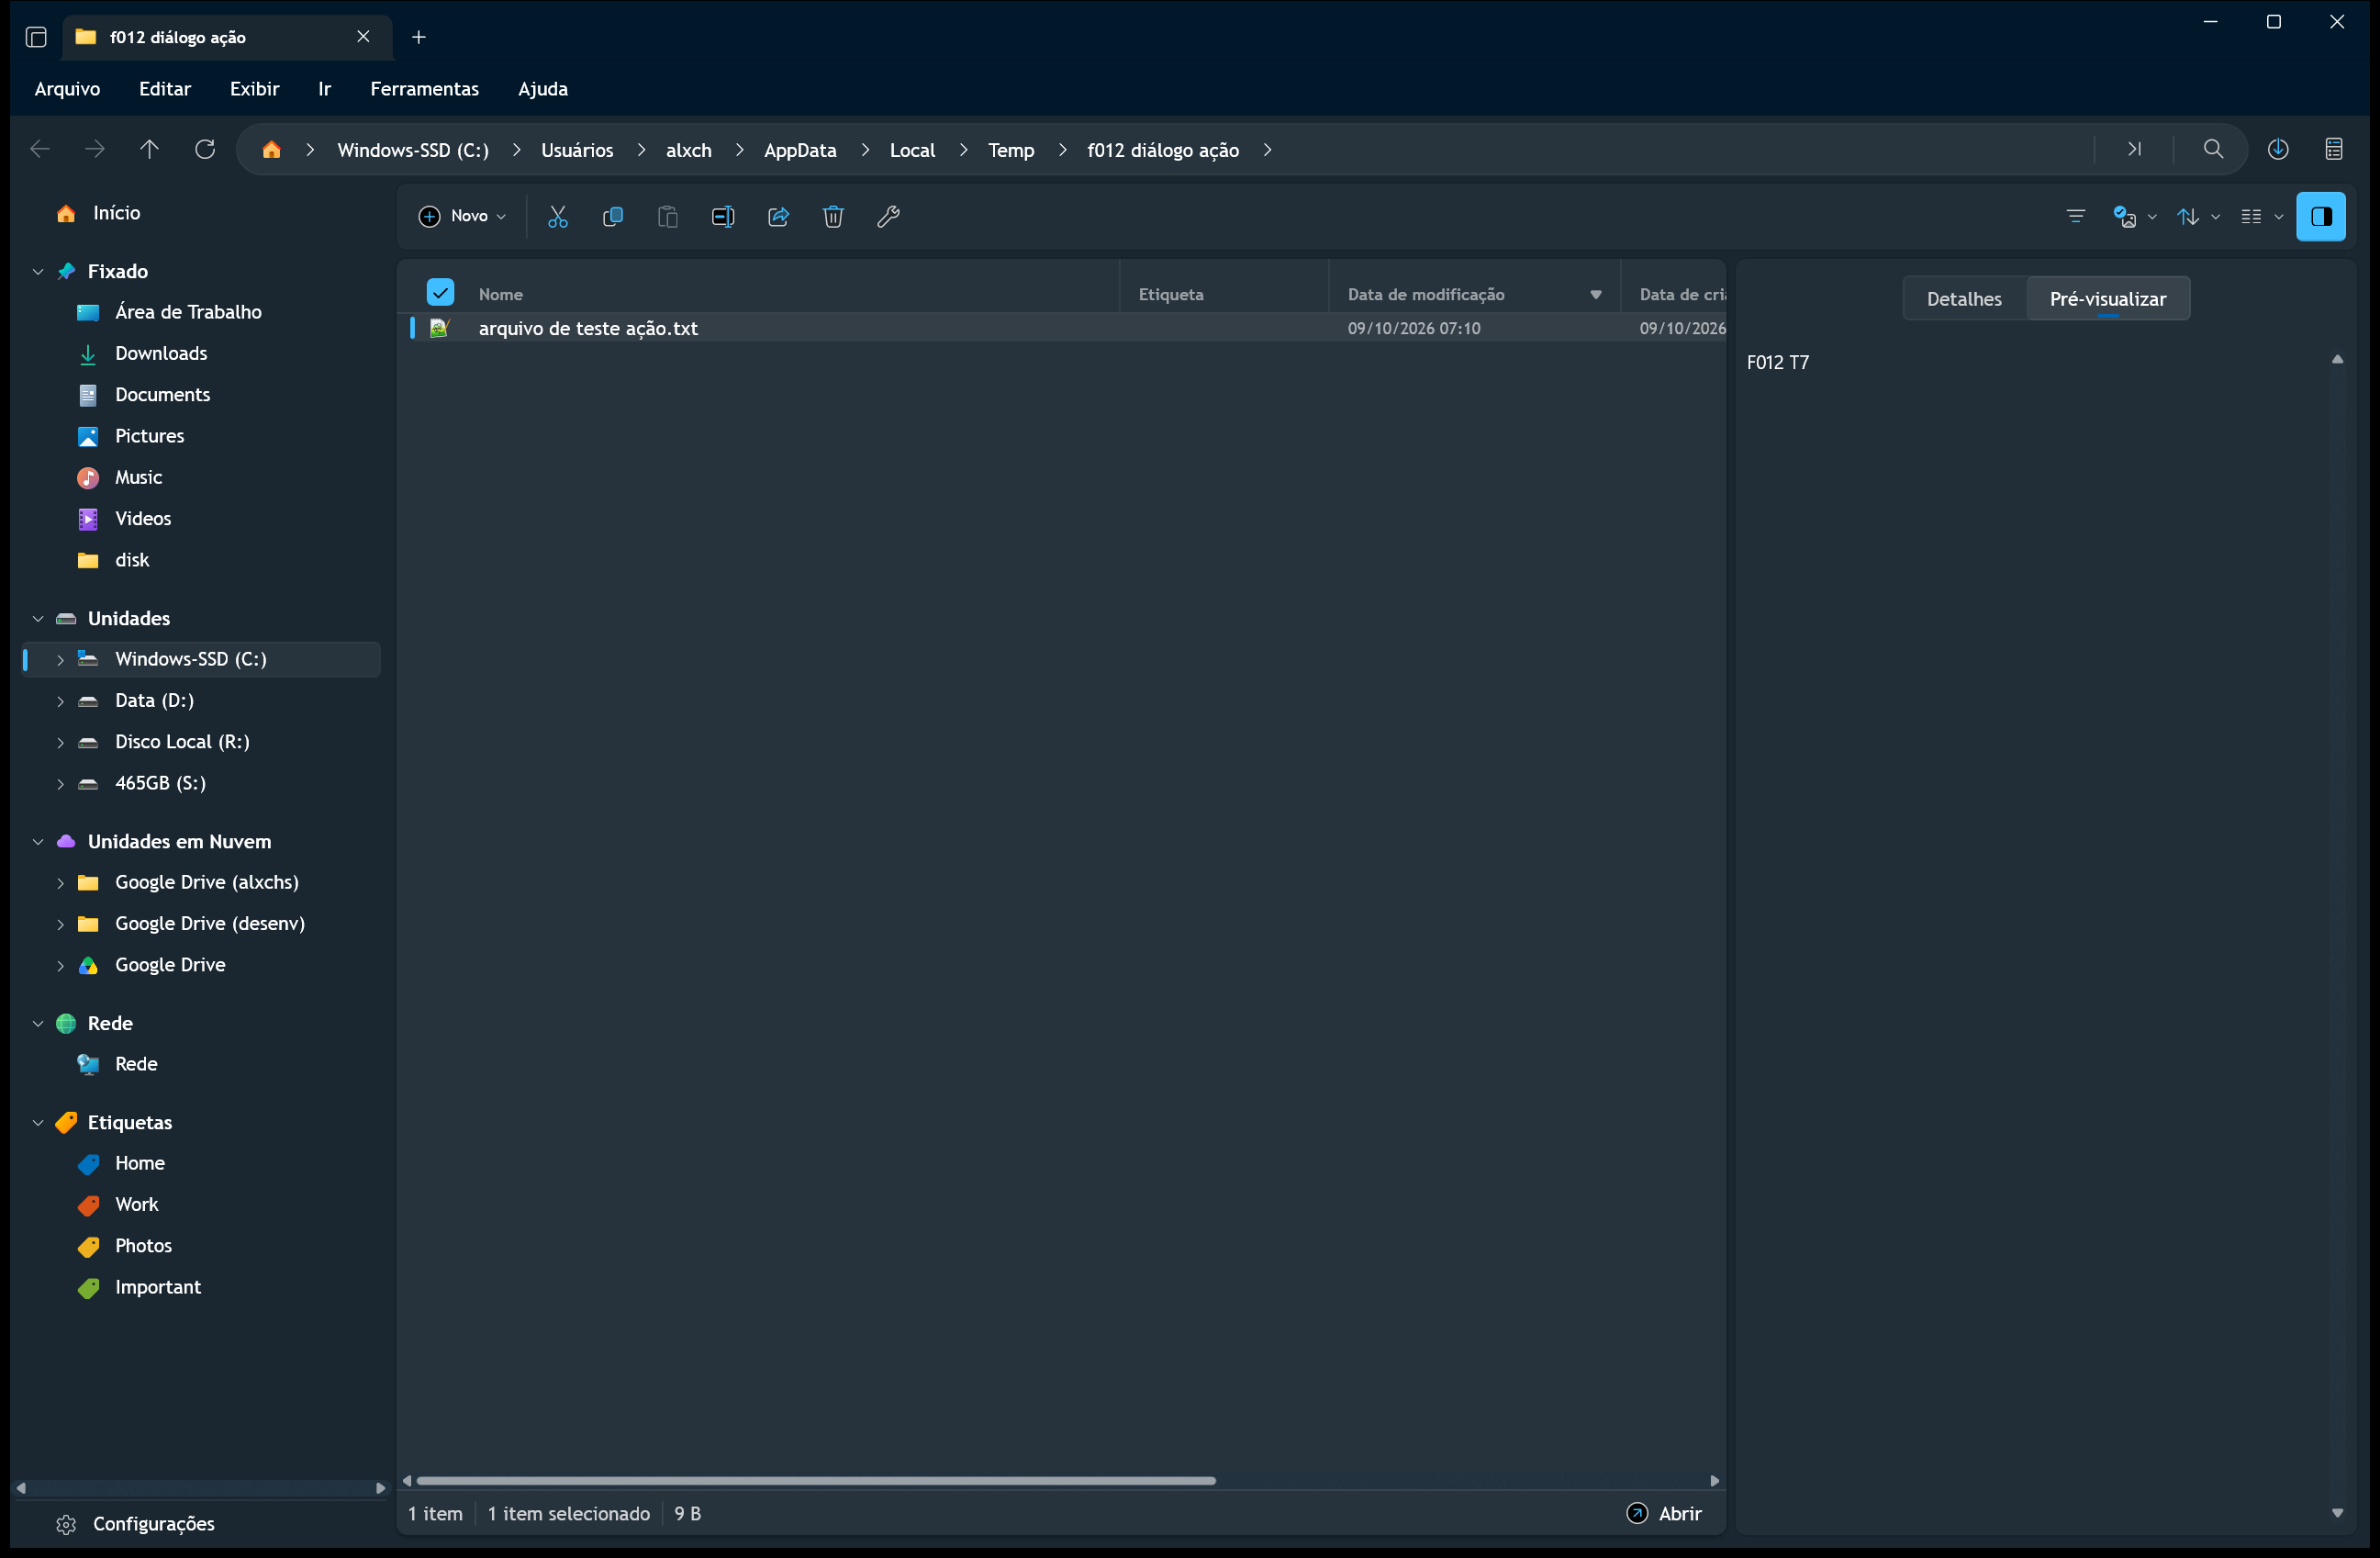 f012 diálogo ação
Arquivo Editar Exibir Ir Ferramentas Ajuda
Windows-SSD (C:) Usuários alxch AppData Local Temp f012 diálogo ação
Início
Fixado
Área de Trabalho
Downloads
Documents
Pictures
Music
Videos
disk
Unidades
Windows-SSD (C:)
Data (D:)
Disco Local (R:)
465GB (S:)
Unidades em Nuvem
Google Drive (alxchs)
Google Drive (desenv)
Google Drive
Rede
Rede
Etiquetas
Home
Work
Photos
Important
Configurações
Novo
Nome Etiqueta Data de modificação Data de cria
arquivo de teste ação.txt 09/10/2026 07:10 09/10/2026
1 item 1 item selecionado 9 B Abrir
Detalhes Pré-visualizar
F012 T7